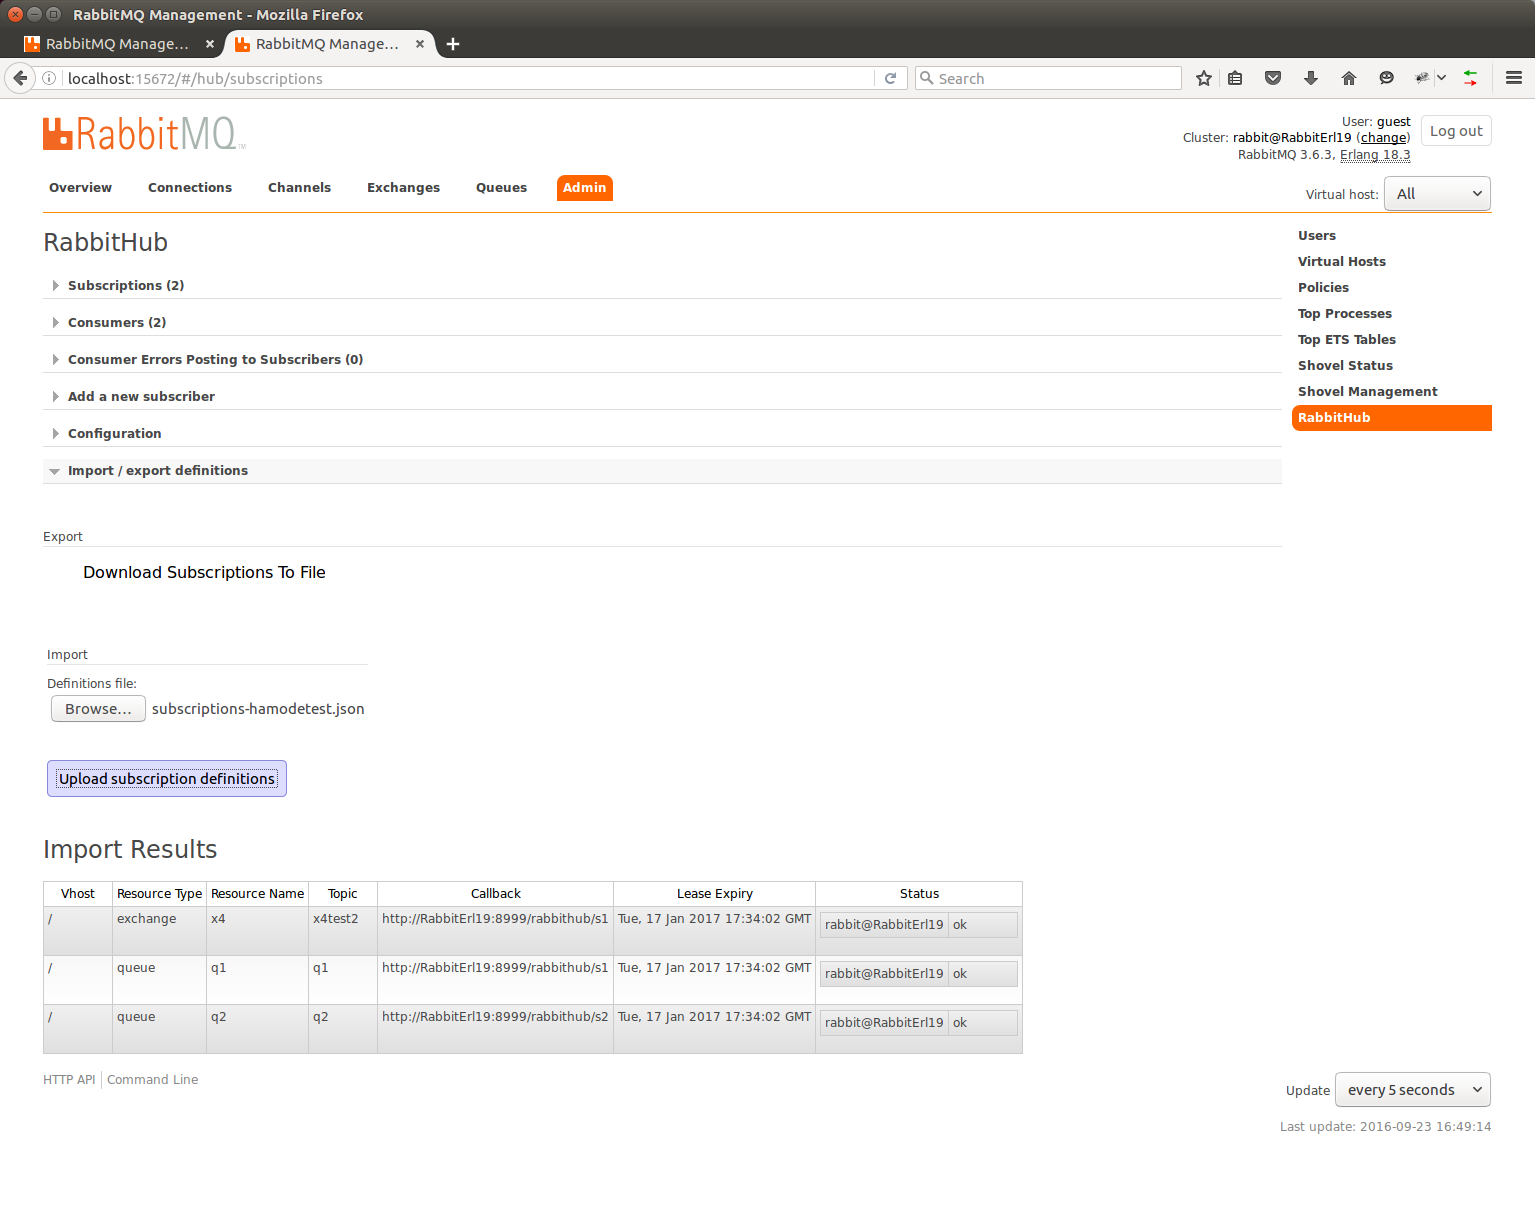 RabbitMQ Management - Mozilla Firefox
RabbitMQ Manage... RabbitMQ Manage...
localhost:15672/#/hub/subscriptions Search
RabbitMQ TM
User: guest
Cluster: rabbit@RabbitErl19 (change)
RabbitMQ 3.6.3, Erlang 18.3
Log out
Overview Connections Channels Exchanges Queues Admin
Virtual host: All
RabbitHub
Subscriptions (2)
Consumers (2)
Consumer Errors Posting to Subscribers (0)
Add a new subscriber
Configuration
Import / export definitions
Users
Virtual Hosts
Policies
Top Processes
Top ETS Tables
Shovel Status
Shovel Management
RabbitHub
Export
Download Subscriptions To File
Import
Definitions file:
Browse... subscriptions-hamodetest.json
Upload subscription definitions
Import Results
Vhost Resource Type Resource Name Topic Callback Lease Expiry Status
/ exchange x4 x4test2 http://RabbitErl19:8999/rabbithub/s1 Tue, 17 Jan 2017 17:34:02 GMT rabbit@RabbitErl19 ok
/ queue q1 q1 http://RabbitErl19:8999/rabbithub/s1 Tue, 17 Jan 2017 17:34:02 GMT rabbit@RabbitErl19 ok
/ queue q2 q2 http://RabbitErl19:8999/rabbithub/s2 Tue, 17 Jan 2017 17:34:02 GMT rabbit@RabbitErl19 ok
HTTP API Command Line
Update every 5 seconds
Last update: 2016-09-23 16:49:14